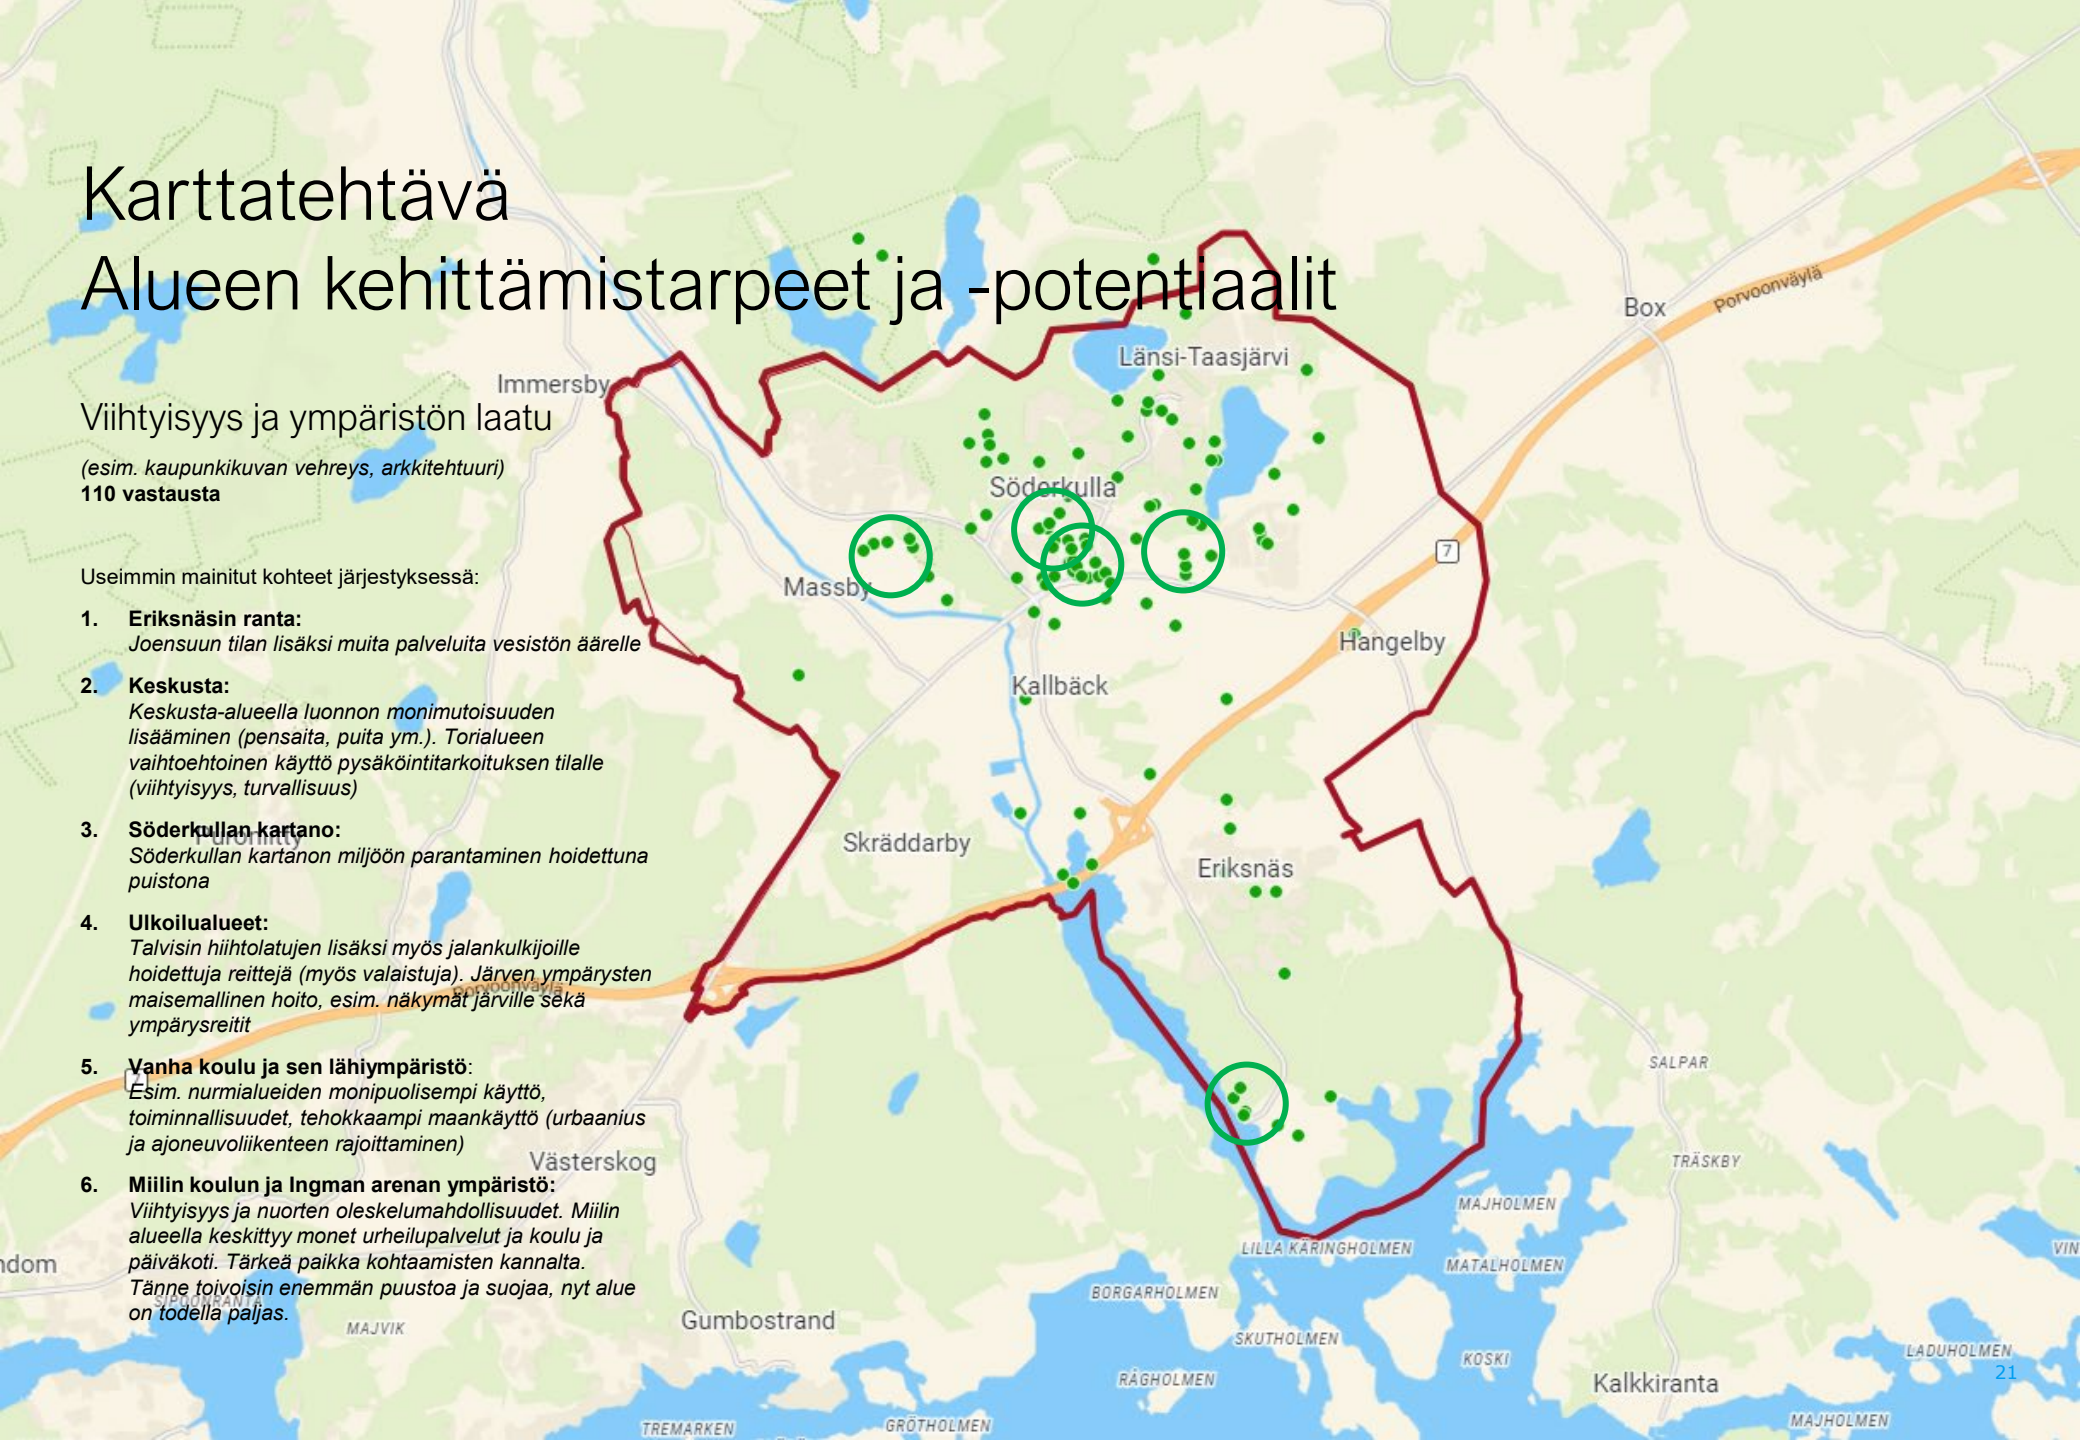 Karttatehtävä
Alueen kehittämistarpeet ja -potentiaalit
Viihtyisyys ja ympäristön laatu
(esim. kaupunkikuvan vehreys, arkkitehtuuri)
110 vastausta
Useimmin mainitut kohteet järjestyksessä:
1. Eriksnäsin ranta:
Joensuun tilan lisäksi muita palveluita vesistön äärelle
2. Keskusta:
Keskusta-alueella luonnon monimutoisuuden
lisääminen (pensaita, puita ym.). Torialueen
vaihtoehtoinen käyttö pysäköintitarkoituksen tilalle
(viihtyisyys, turvallisuus)
3. Söderkullan kartano:
Söderkullan kartanon miljöön parantaminen hoidettuna
puistona
4. Ulkoilualueet:
Talvisin hiihtolatujen lisäksi myös jalankulkijoille
hoidettuja reittejä (myös valaistuja). Järven ympärysten
maisemallinen hoito, esim. näkymät järville sekä
ympärysreitit
5. Vanha koulu ja sen lähiympäristö:
Esim. nurmialueiden monipuolisempi käyttö,
toiminnallisuudet, tehokkaampi maankäyttö (urbaanius
ja ajoneuvoliikenteen rajoittaminen)
6. Miilin koulun ja Ingman arenan ympäristö:
Viihtyisyys ja nuorten oleskelumahdollisuudet. Miilin
alueella keskittyy monet urheilupalvelut ja koulu ja
päiväkoti. Tärkeä paikka kohtaamisten kannalta.
Tänne toivoisin enemmän puustoa ja suojaa, nyt alue
on todella paljas.
Immersby
Länsi-Taasjärvi
Box
Porvoonväylä
Söderkulla
7
Massby
Hangelby
Kallbäck
Skräddarby
Eriksnäs
Porvoonväylä
7
SALPAR
Västerskog
TRÄSKBY
MAJHOLMEN
LILLA KÄRINGHOLMEN
MATALHOLMEN
VIN
ndom
SIPOONRANTA
MAJVIK
BORGARHOLMEN
Gumbostrand
SKUTHOLMEN
KOSKI
LADUHOLMEN
21
RÅGHOLMEN
Kalkkiranta
TREMARKEN
GRÖTHOLMEN
MAJHOLMEN